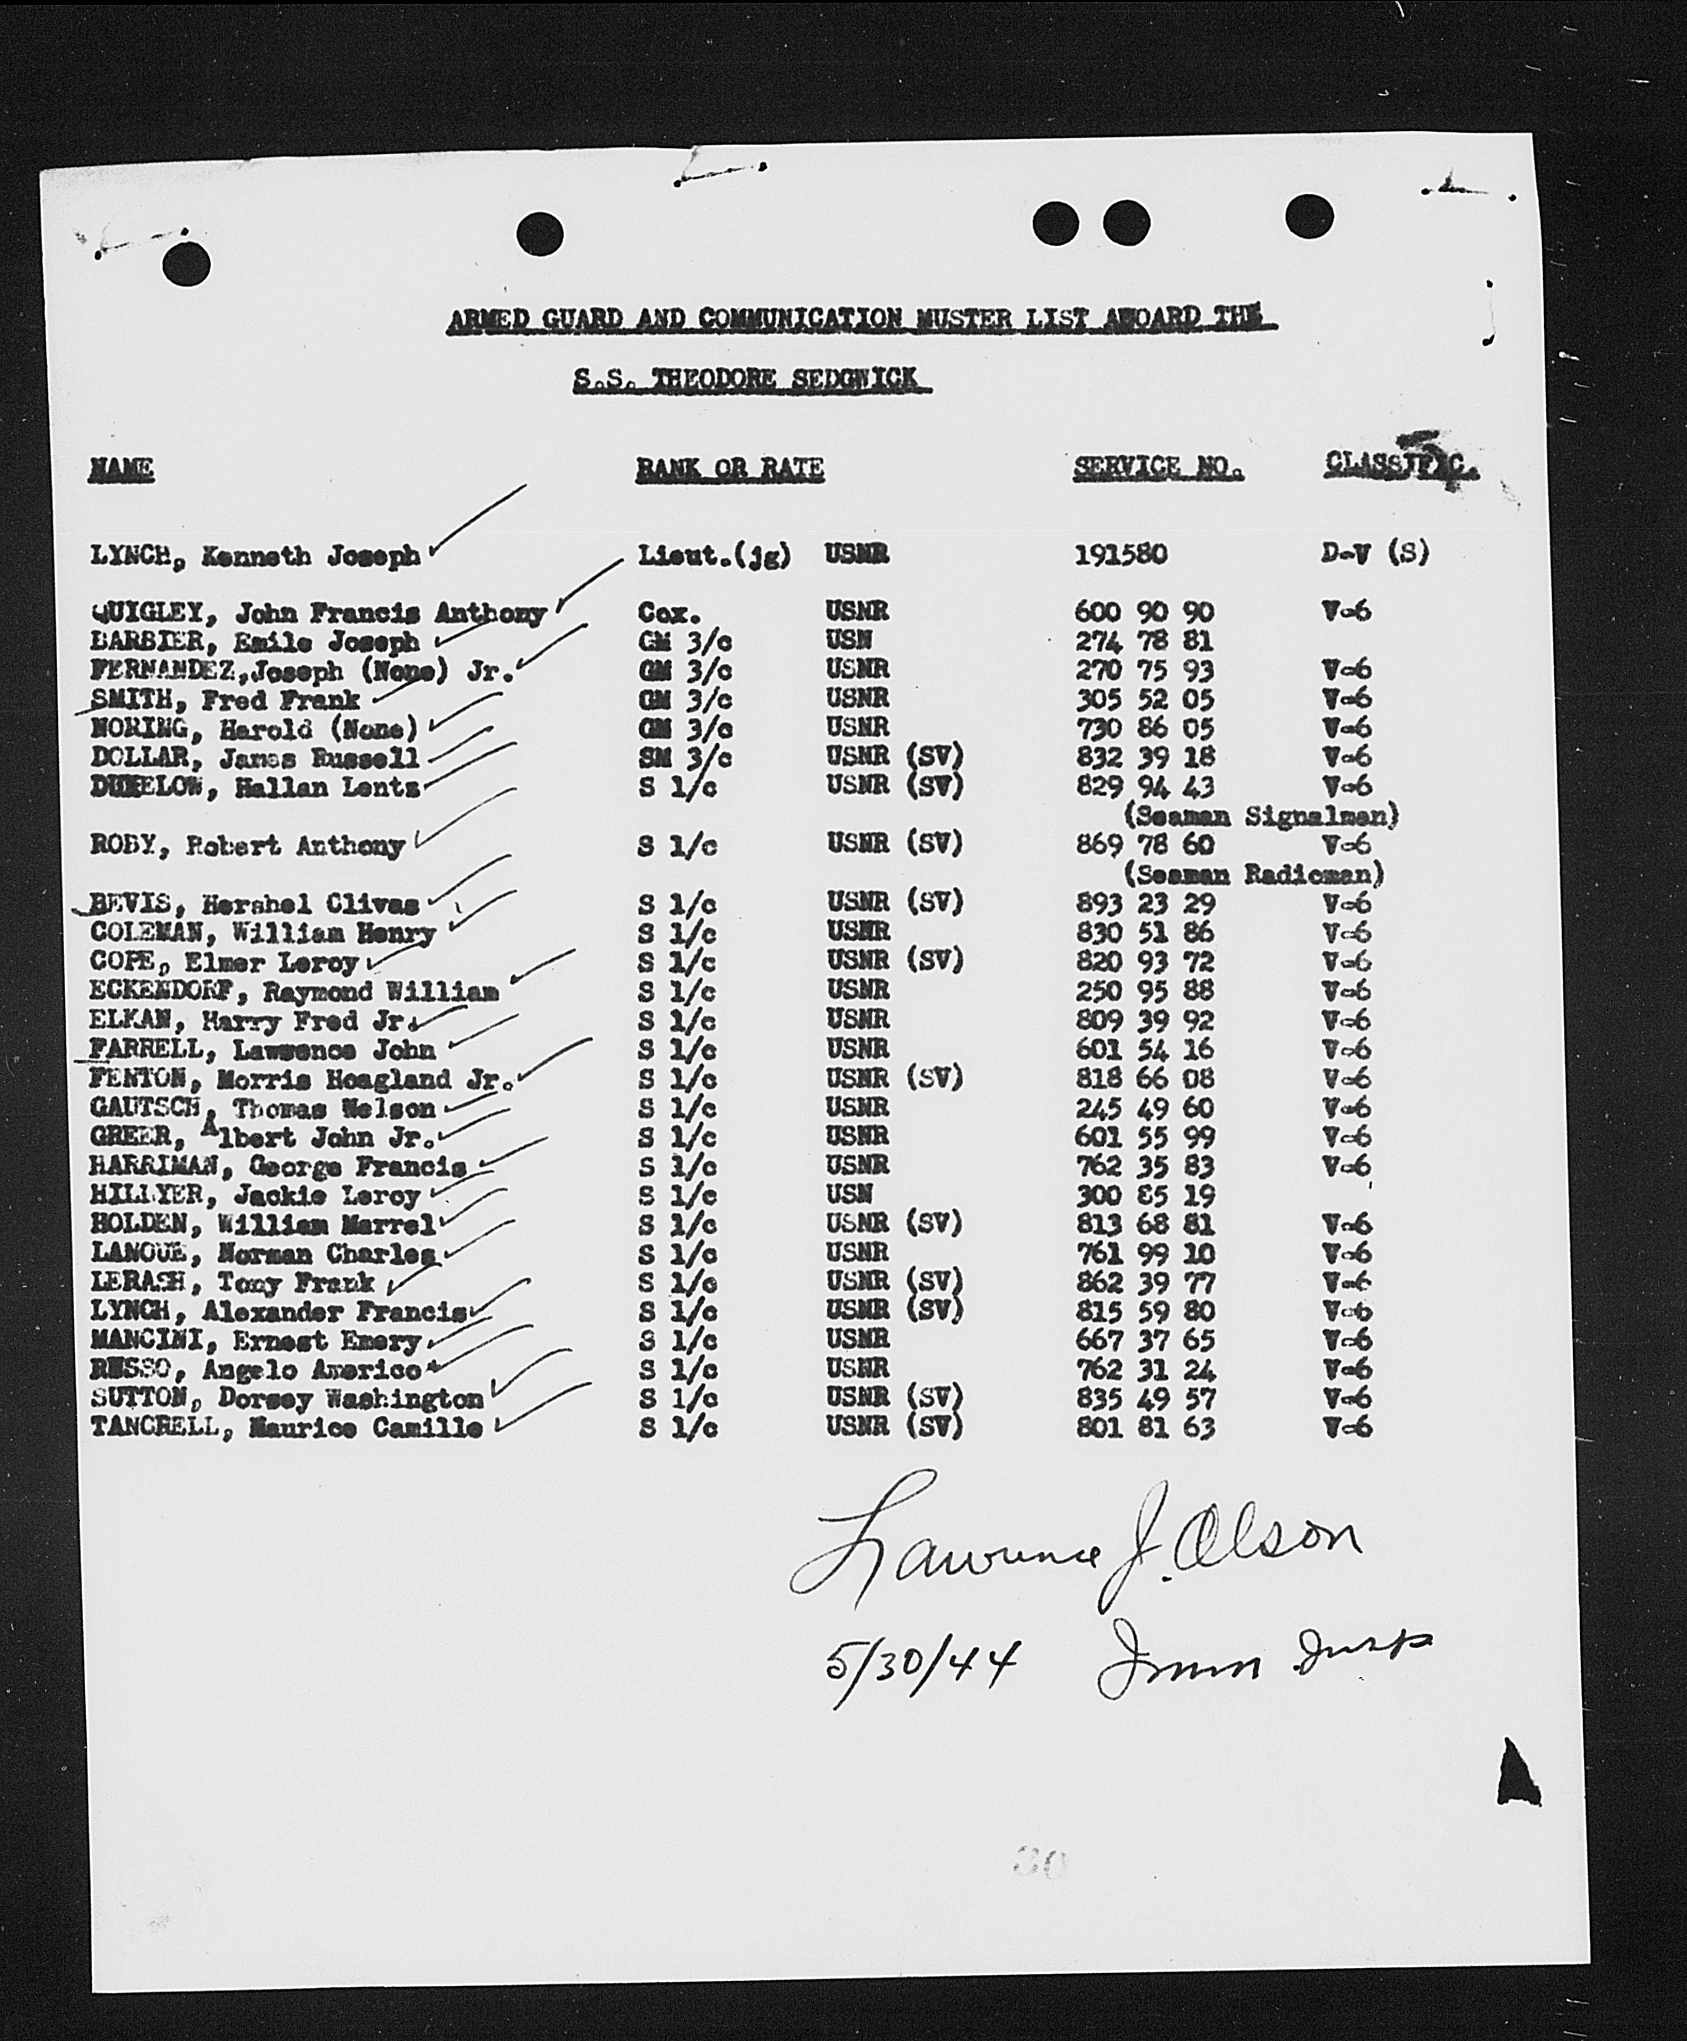 ARMED GUARD AND COMMUNICATION MUSTER LIST ABOARD THE
S.S. THEODORE SEDGWICK
NAME RANK OR RATE SERVICE NO. CLASSIFIC.
LYNCH, Kenneth Joseph Lieut.(jg) USNR 191580 D-V (S)
QUIGLEY, John Francis Anthony Cox. USNR 600 90 90 V-6
BARBIER, Emile Joseph GM 3/c USN 274 78 81
FERNANDEZ,Joseph (None) Jr. GM 3/c USNR 270 75 93 V-6
SMITH, Fred Frank GM 3/c USNR 305 52 05 V-6
NORING, Harold (None) GM 3/c USNR 730 86 05 V-6
DOLLAR, James Russell SM 3/c USNR (SV) 832 39 18 V-6
DUNELOW, Hallan Lentz S 1/c USNR (SV) 829 94 43 V-6
(Seaman Signalman)
ROBY, Robert Anthony S 1/c USNR (SV) 869 78 60 V-6
(Seaman Radioman)
BEVIS, Hershel Clivas S 1/c USNR (SV) 893 23 29 V-6
COLEMAN, William Henry S 1/c USNR 830 51 86 V-6
COPE, Elmer Leroy S 1/c USNR (SV) 820 93 72 V-6
ECKENDORF, Raymond William S 1/c USNR 250 95 88 V-6
ELKAN, Harry Fred Jr. S 1/c USNR 809 39 92 V-6
FARRELL, Lawrence John S 1/c USNR 601 54 16 V-6
FENTON, Morris Hoagland Jr. S 1/c USNR (SV) 818 66 08 V-6
GAUTSCH, Thomas Nelson S 1/c USNR 245 49 60 V-6
GREER, Albert John Jr. S 1/c USNR 601 55 99 V-6
HARRIMAN, George Francis S 1/c USNR 762 35 83 V-6
HILLYER, Jackie Leroy S 1/c USN 300 85 19
HOLDEN, William Marrel S 1/c USNR (SV) 813 68 81 V-6
LANOUE, Norman Charles S 1/c USNR 761 99 10 V-6
LERASH, Tony Frank S 1/c USNR (SV) 862 39 77 V-6
LYNCH, Alexander Francis S 1/c USNR (SV) 815 59 80 V-6
MANCINI, Ernest Emery S 1/c USNR 667 37 65 V-6
RUSSO, Angelo Americo S 1/c USNR 762 31 24 V-6
SUTTON, Dorsey Washington S 1/c USNR (SV) 835 49 57 V-6
TANCRELL, Maurice Camille S 1/c USNR (SV) 801 81 63 V-6
Lawrence J. Olson
5/30/44 Immn Insp
30